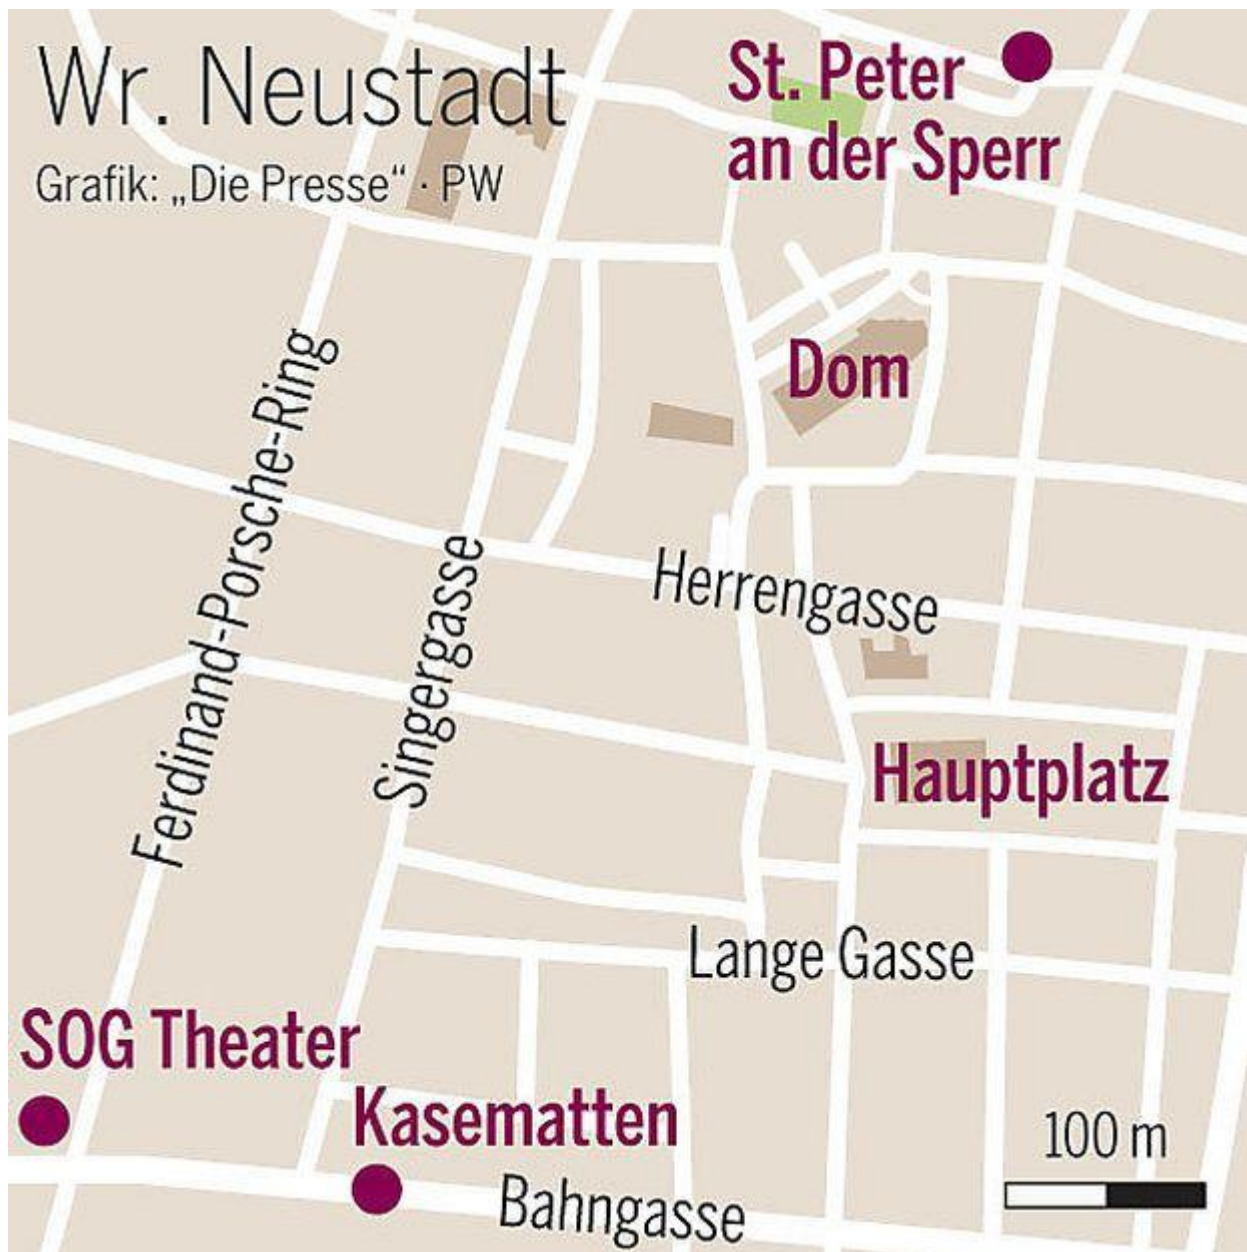 Wr. Neustadt
Grafik: „Die Presse“ · PW
St. Peter
an der Sperr
Ferdinand-Porsche-Ring
Dom
Singergasse
Herrengasse
Hauptplatz
Lange Gasse
SOG Theater
Kasematten
Bahngasse
100 m